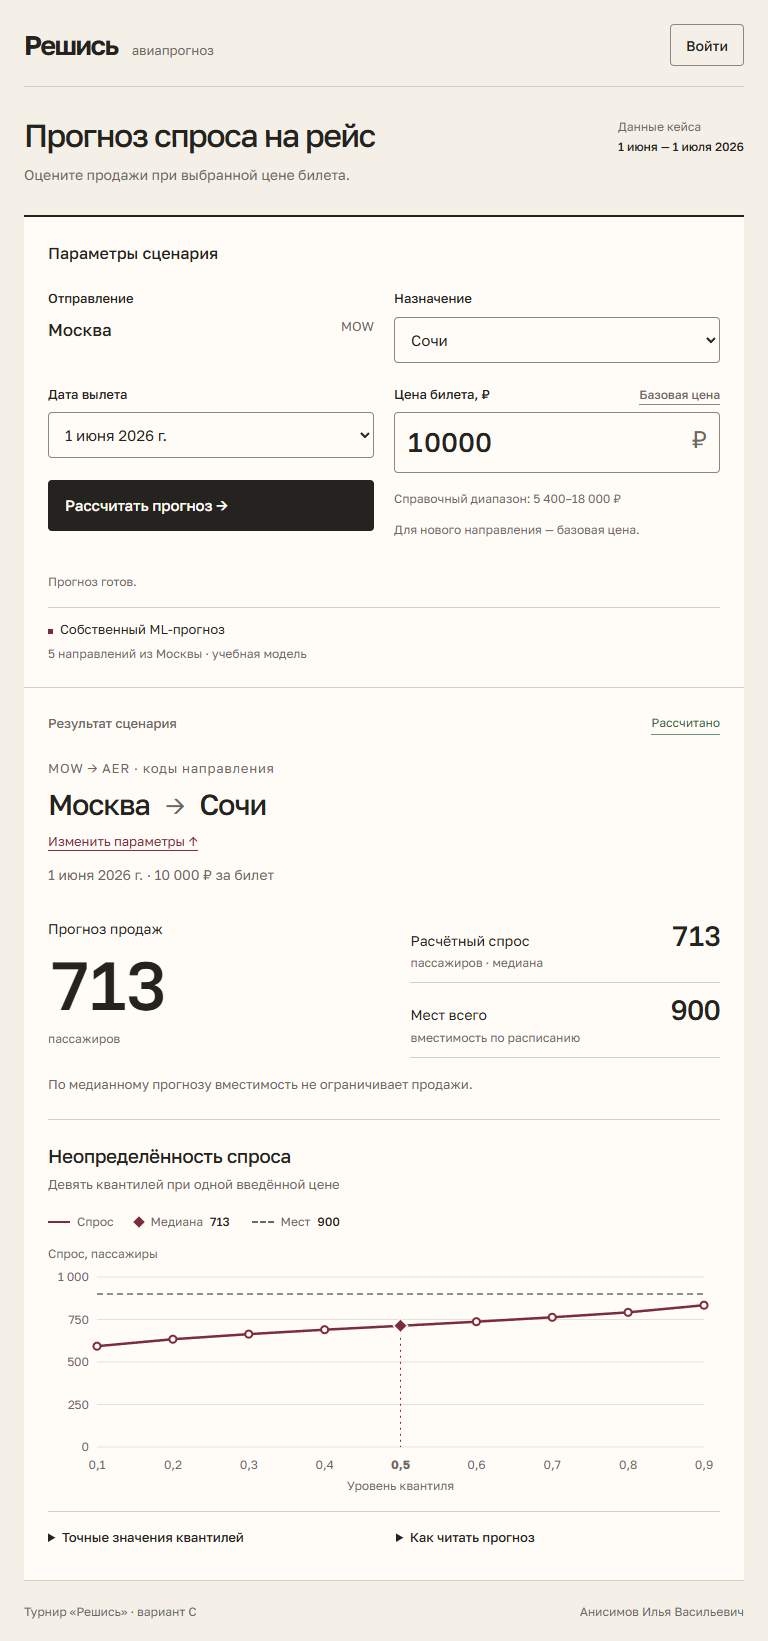 Решись авиапрогноз
Войти
Прогноз спроса на рейс
Оцените продажи при выбранной цене билета.
Данные кейса
1 июня — 1 июля 2026
Параметры сценария
Отправление
Москва MOW
Назначение
Сочи
Дата вылета
1 июня 2026 г.
Цена билета, ₽ Базовая цена
10000 ₽
Рассчитать прогноз →
Справочный диапазон: 5 400–18 000 ₽
Для нового направления — базовая цена.
Прогноз готов.
Собственный ML-прогноз
5 направлений из Москвы · учебная модель
Результат сценария Рассчитано
MOW → AER · коды направления
Москва → Сочи
Изменить параметры ↑
1 июня 2026 г. · 10 000 ₽ за билет
Прогноз продаж
713
пассажиров
Расчётный спрос 713
пассажиров · медиана
Мест всего 900
вместимость по расписанию
По медианному прогнозу вместимость не ограничивает продажи.
Неопределённость спроса
Девять квантилей при одной введённой цене
Спрос Медиана 713 Мест 900
Спрос, пассажиры
1 000
750
500
250
0
0,1 0,2 0,3 0,4 0,5 0,6 0,7 0,8 0,9
Уровень квантиля
▶ Точные значения квантилей
▶ Как читать прогноз
Турнир «Решись» · вариант C
Анисимов Илья Васильевич